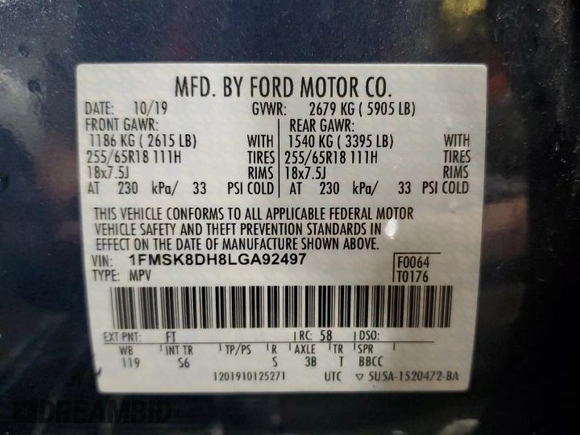 MFD. BY FORD MOTOR CO.
DATE: 10/19 GVWR: 2679 KG ( 5905 LB)
FRONT GAWR: REAR GAWR:
1186 KG ( 2615 LB) WITH 1540 KG ( 3395 LB) WITH
255/65R18 111H TIRES 255/65R18 111H TIRES
18x7.5J RIMS 18x7.5J RIMS
AT 230 kPa/ 33 PSI COLD AT 230 kPa/ 33 PSI COLD
THIS VEHICLE CONFORMS TO ALL APPLICABLE FEDERAL MOTOR
VEHICLE SAFETY AND THEFT PREVENTION STANDARDS IN
EFFECT ON THE DATE OF MANUFACTURE SHOWN ABOVE.
VIN: 1FMSK8DH8LGA92497 F0064
TYPE: MPV T0176
EXT PNT: FT RC: 58 DSO:
WB INT TR TP/PS R AXLE TR SPR
119 S6 S 3B T BBCC
1201910125271 UTC 5U5A-1520472-BA
DREAMBID